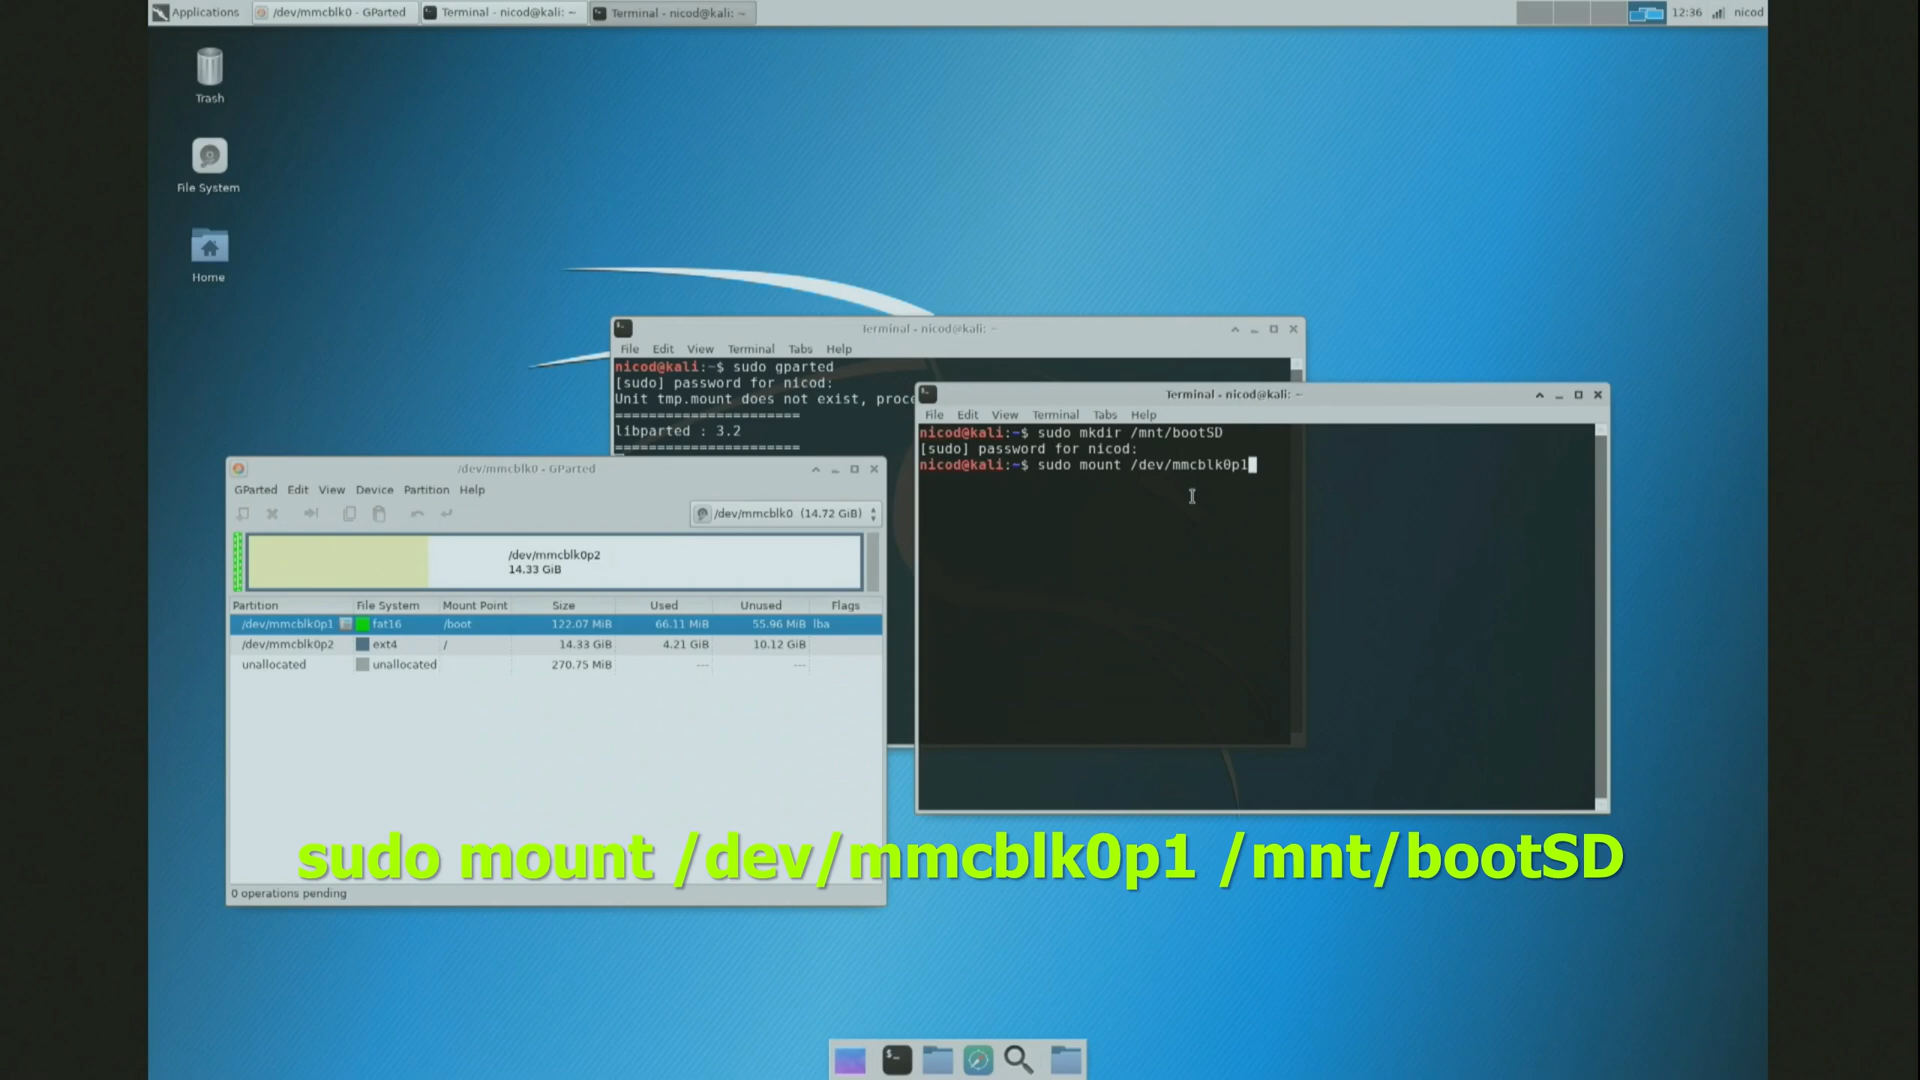 Applications
/dev/mmcblk0 - GParted
Terminal - nicod@kali: ~
Terminal - nicod@kali: ~
12:36
nicod
Trash
File System
Home
Terminal - nicod@kali: ~
File Edit View Terminal Tabs Help
nicod@kali:~$ sudo gparted
[sudo] password for nicod:
Unit tmp.mount does not exist, proce
======================
libparted : 3.2
======================
Terminal - nicod@kali: ~
File Edit View Terminal Tabs Help
nicod@kali:~$ sudo mkdir /mnt/bootSD
[sudo] password for nicod:
nicod@kali:~$ sudo mount /dev/mmcblk0p1
/dev/mmcblk0 - GParted
GParted Edit View Device Partition Help
/dev/mmcblk0 (14.72 GiB)
/dev/mmcblk0p2
14.33 GiB
Partition File System Mount Point Size Used Unused Flags
/dev/mmcblk0p1 fat16 /boot 122.07 MiB 66.11 MiB 55.96 MiB lba
/dev/mmcblk0p2 ext4 / 14.33 GiB 4.21 GiB 10.12 GiB
unallocated unallocated 270.75 MiB --- ---
sudo mount /dev/mmcblk0p1 /mnt/bootSD
0 operations pending